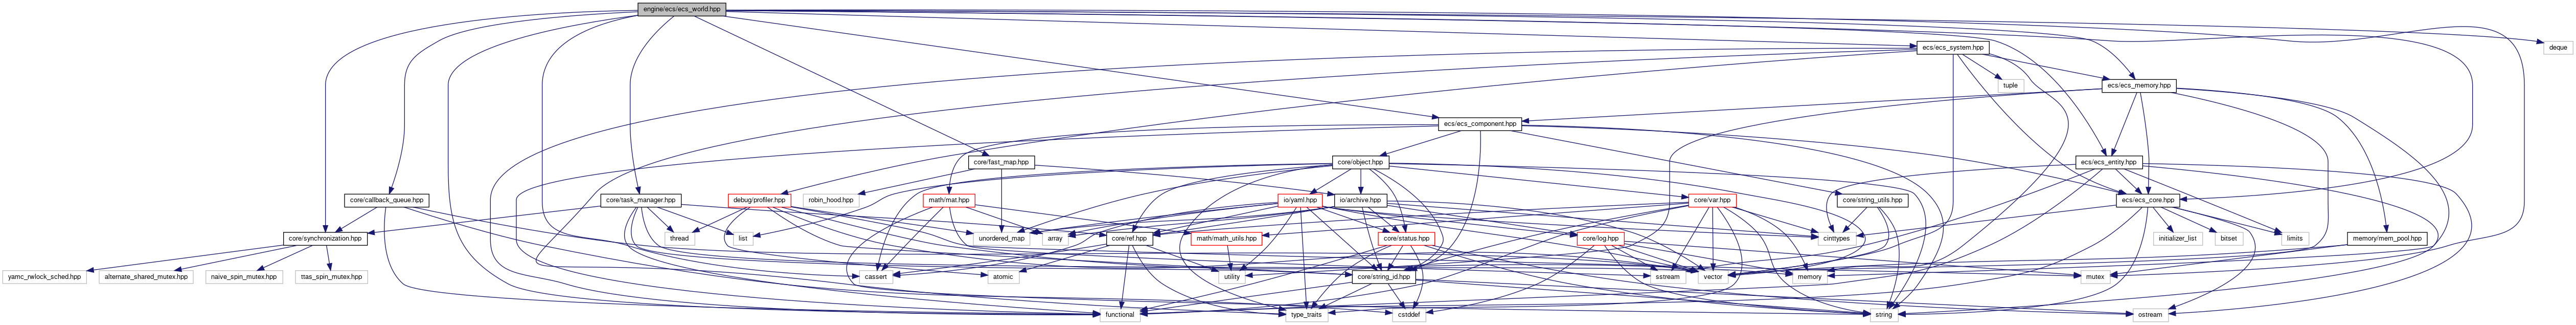 engine/ecs/ecs_world.hpp
ecs/ecs_system.hpp
deque
tuple
ecs/ecs_memory.hpp
ecs/ecs_component.hpp
core/fast_map.hpp
core/object.hpp
ecs/ecs_entity.hpp
core/callback_queue.hpp
core/task_manager.hpp
debug/profiler.hpp
robin_hood.hpp
math/mat.hpp
io/yaml.hpp
io/archive.hpp
core/var.hpp
core/string_utils.hpp
ecs/ecs_core.hpp
core/synchronization.hpp
thread
list
unordered_map
array
core/ref.hpp
math/math_utils.hpp
core/status.hpp
core/log.hpp
cinttypes
initializer_list
bitset
limits
memory/mem_pool.hpp
yamc_rwlock_sched.hpp
alternate_shared_mutex.hpp
naive_spin_mutex.hpp
ttas_spin_mutex.hpp
cassert
atomic
utility
core/string_id.hpp
sstream
vector
memory
mutex
functional
type_traits
cstddef
string
ostream